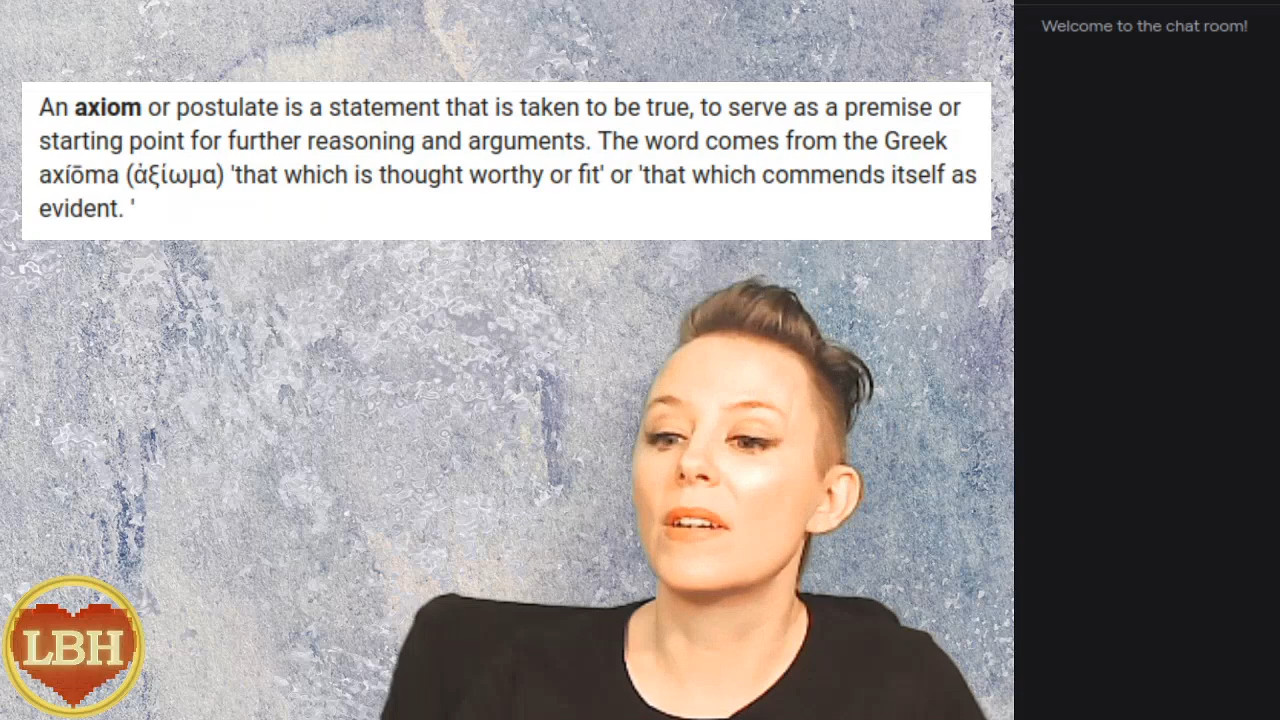 Welcome to the chat room!
An axiom or postulate is a statement that is taken to be true, to serve as a premise or
starting point for further reasoning and arguments. The word comes from the Greek
axíōma (ἀξίωμα) 'that which is thought worthy or fit' or 'that which commends itself as
evident. '
LBH